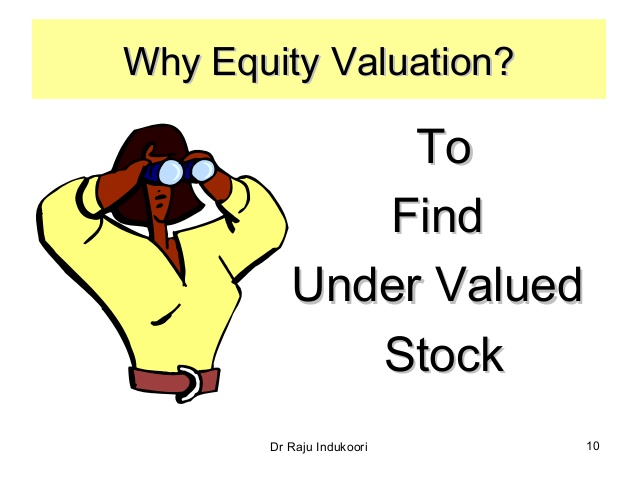 Why Equity Valuation?
To
Find
Under Valued
Stock
Dr Raju Indukoori
10